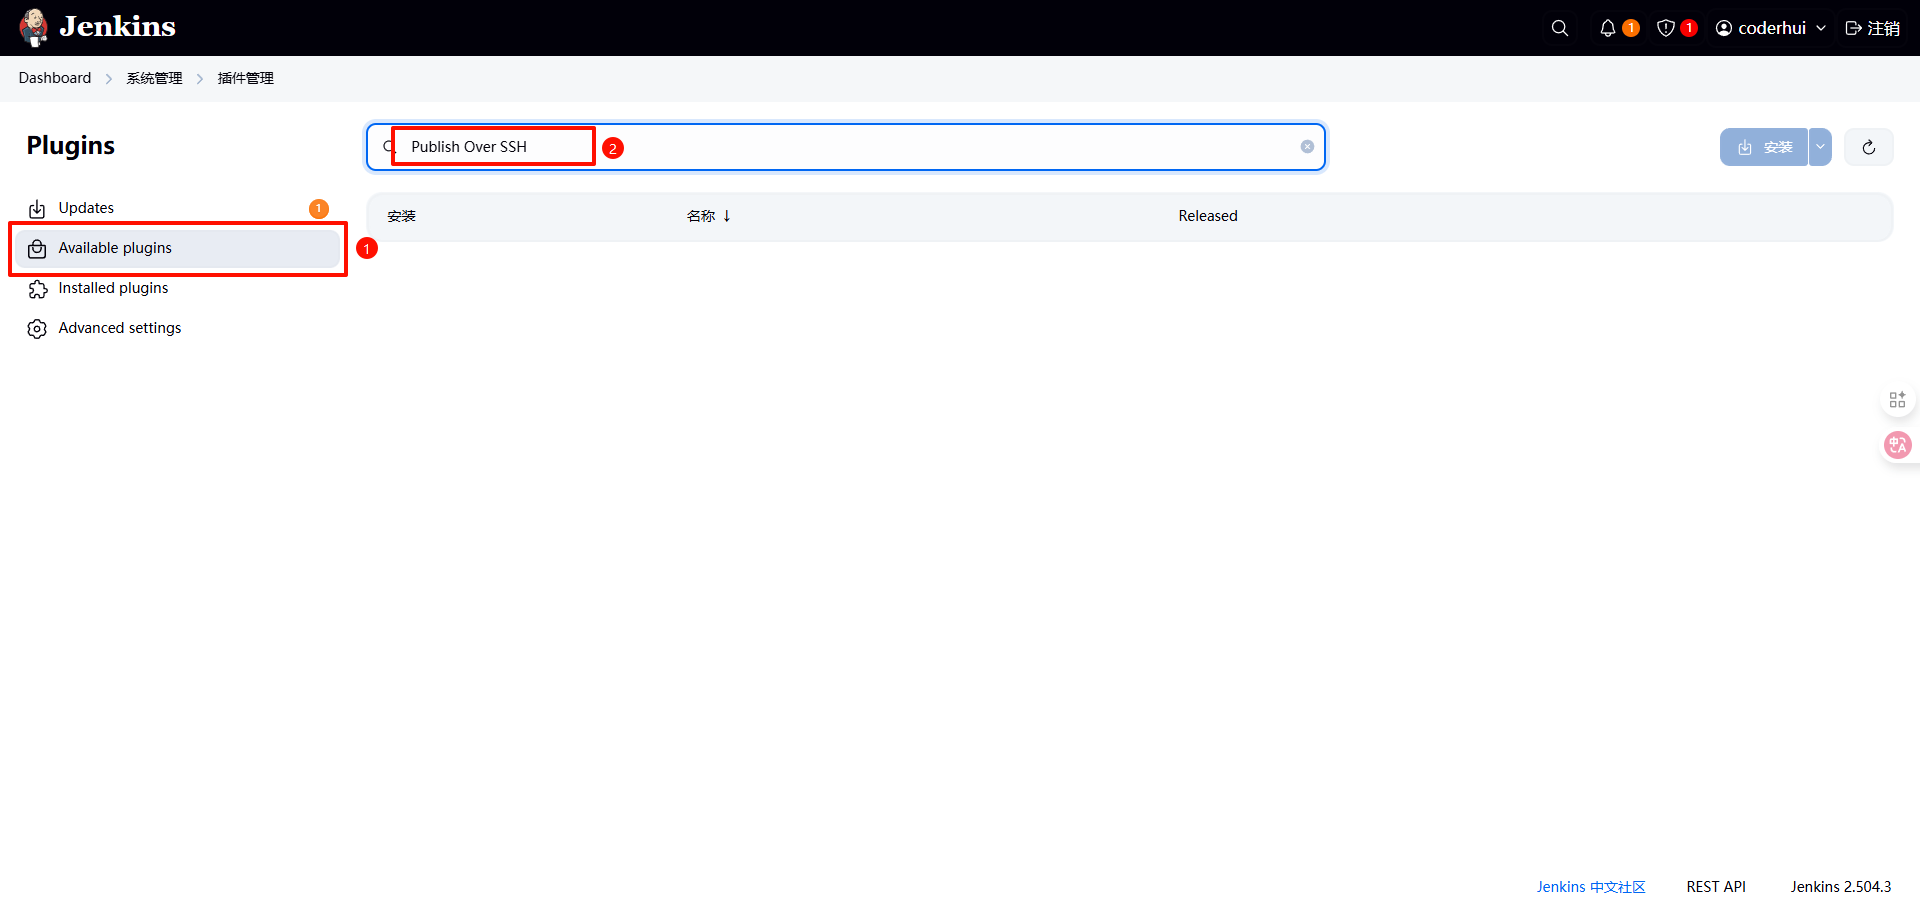 Jenkins
1
1
coderhui
注销
Dashboard
系统管理
插件管理
Plugins
Publish Over SSH
2
安装
Updates
1
安装
名称 ↓
Released
Available plugins
1
Installed plugins
Advanced settings
中A
Jenkins 中文社区
REST API
Jenkins 2.504.3